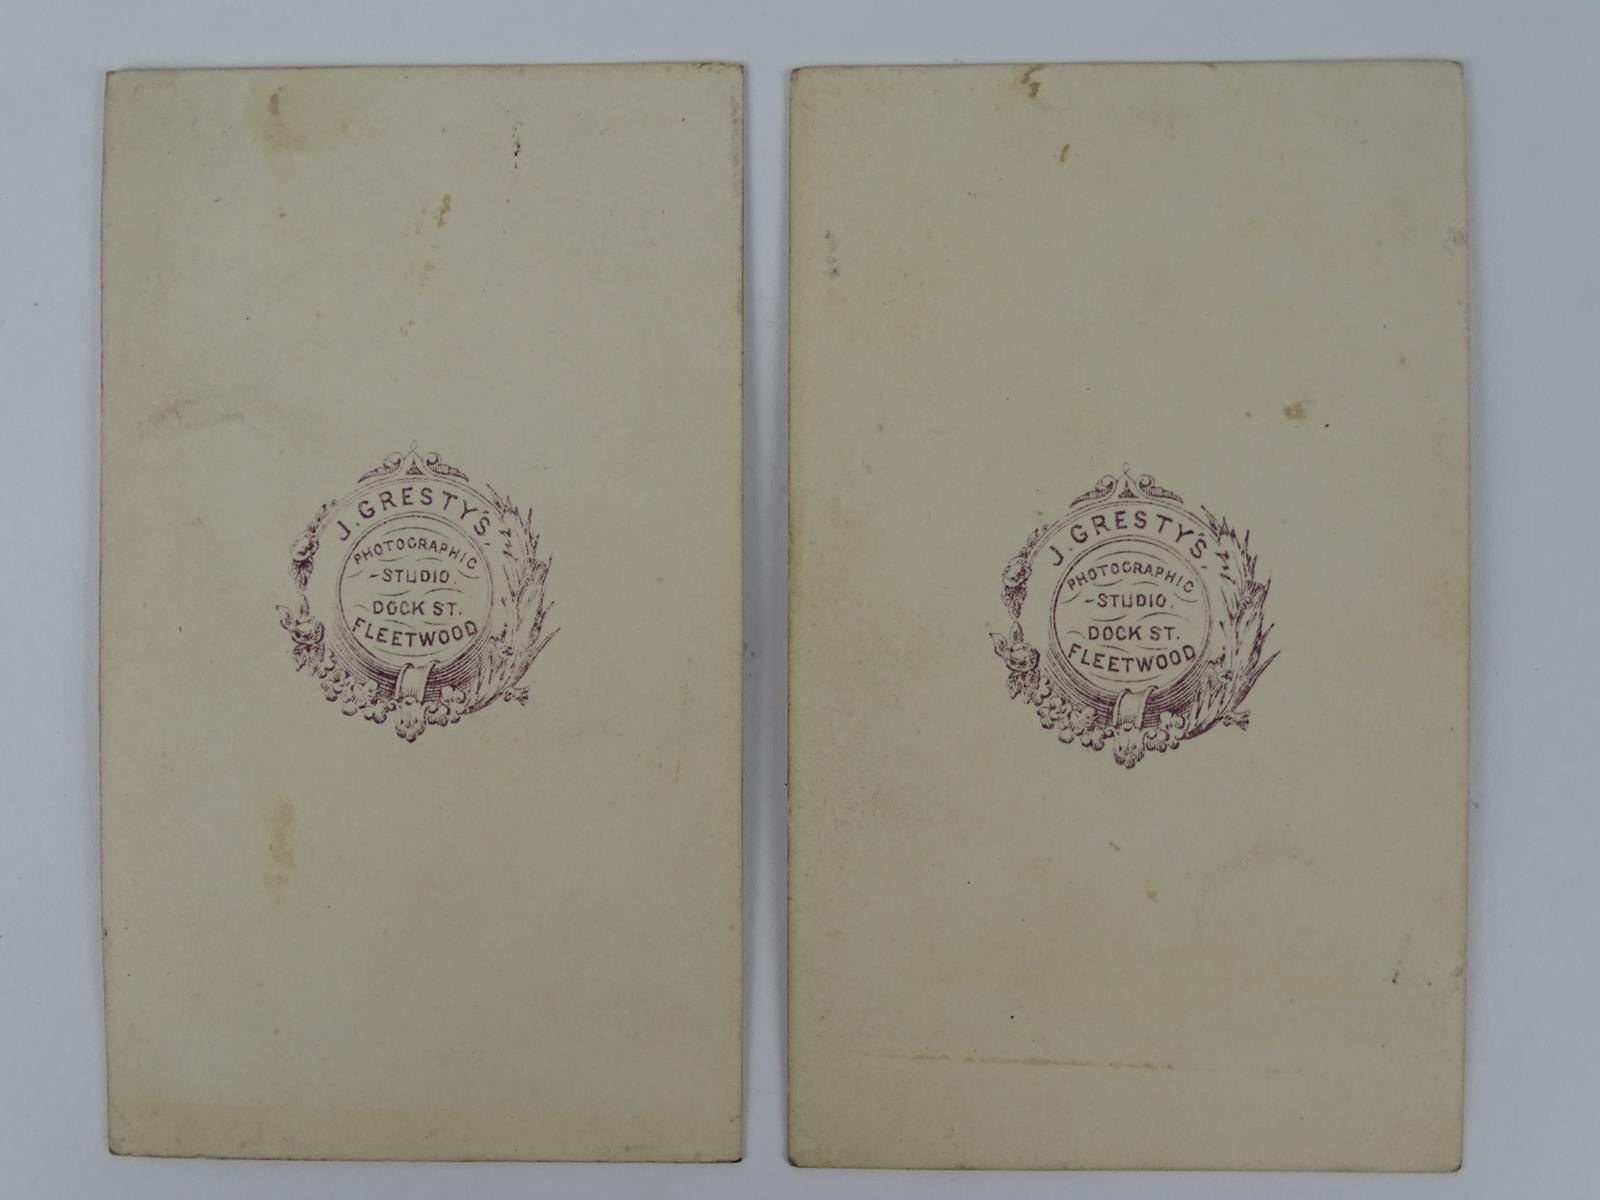 J. GRESTY'S,
PHOTOGRAPHIC
-STUDIO.
DOCK ST.
FLEETWOOD
J. GRESTY'S,
PHOTOGRAPHIC
-STUDIO.
DOCK ST.
FLEETWOOD